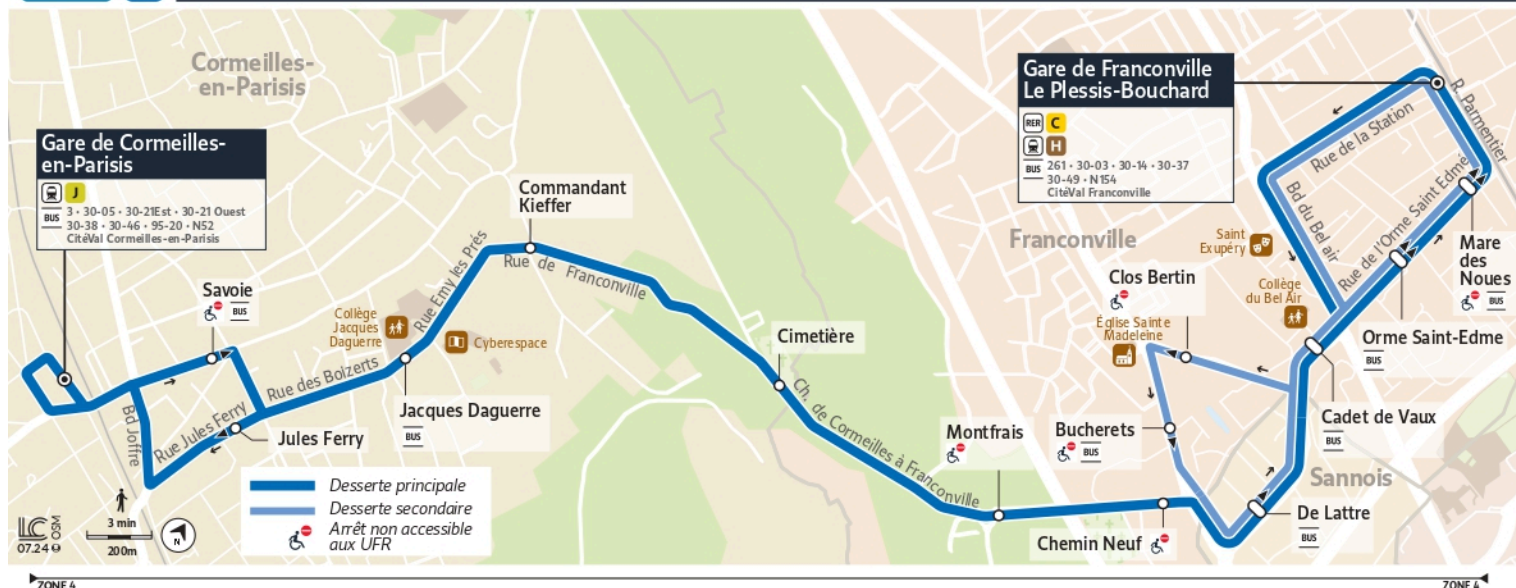 Cormeilles-
en-Parisis
Gare de Cormeilles-
en-Parisis
J
BUS
3 • 30-05 • 30-21Est • 30-21 Ouest
30-38 • 30-46 • 95-20 • N52
CitéVal Cormeilles-en-Parisis
Savoie
BUS
Bd Joffre
Rue Jules Ferry
Jules Ferry
Rue des Bolzerts
Collège
Jacques
Daguerre
Rue Emy les Prés
Cyberespace
Jacques Daguerre
BUS
Commandant
Kieffer
Rue de Franconville
Cimetière
Ch. de Cormeilles à Franconville
Montfrais
Chemin Neuf
Franconville
Gare de Franconville
Le Plessis-Bouchard
RER C
H
BUS
261 • 30-03 • 30-14 • 30-37
30-49 • N154
CitéVal Franconville
Rue de la Station
R. Parmentier
Bd du Bel air
Rue de l'Orme Saint Edme
Saint
Exupéry
Collège
du Bel Air
Clos Bertin
Église Sainte
Madeleine
Bucherets
BUS
Mare
des
Noues
BUS
Orme Saint-Edme
BUS
Cadet de Vaux
BUS
Sannois
De Lattre
BUS
Desserte principale
Desserte secondaire
Arrêt non accessible
aux UFR
LC
07.24 © OSM
3 min
200m
N
ZONE 4
ZONE 4